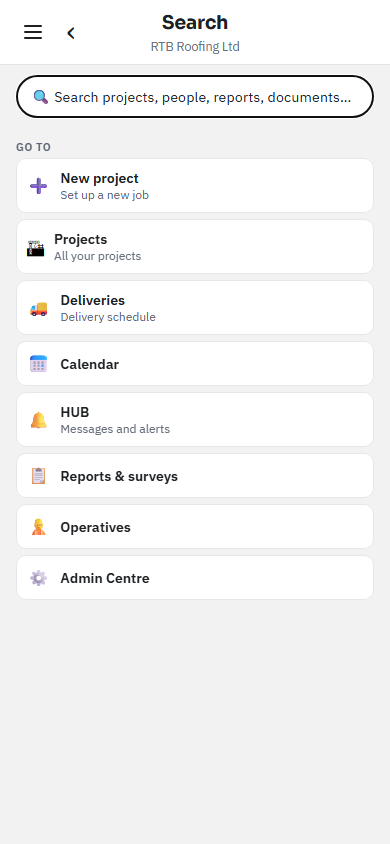 Search
RTB Roofing Ltd
Search projects, people, reports, documents...
GO TO
New project
Set up a new job
Projects
All your projects
Deliveries
Delivery schedule
Calendar
HUB
Messages and alerts
Reports & surveys
Operatives
Admin Centre